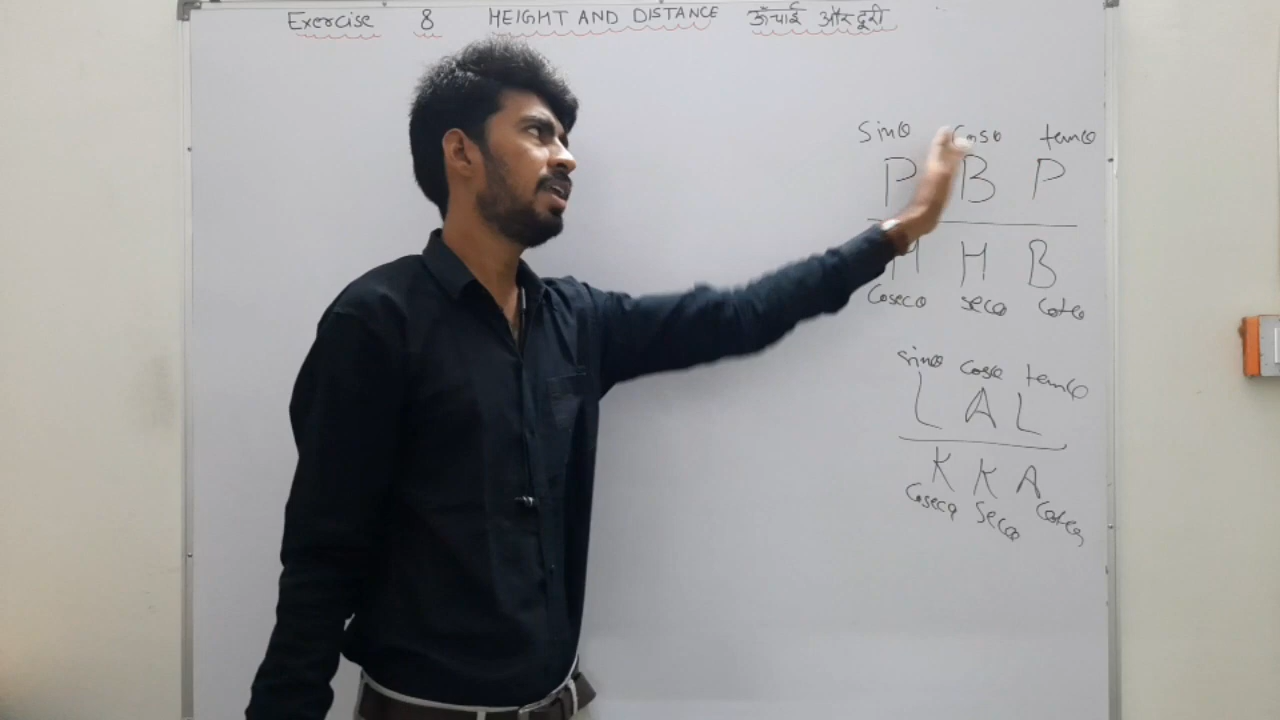 Exercise 8 HEIGHT AND DISTANCE ऊँचाई और दूरी
sinθ cosθ tanθ
P B P
H H B
cosecθ secθ cotθ
sinθ cosθ tanθ
L A L
K K A
cosecθ secθ cotθ